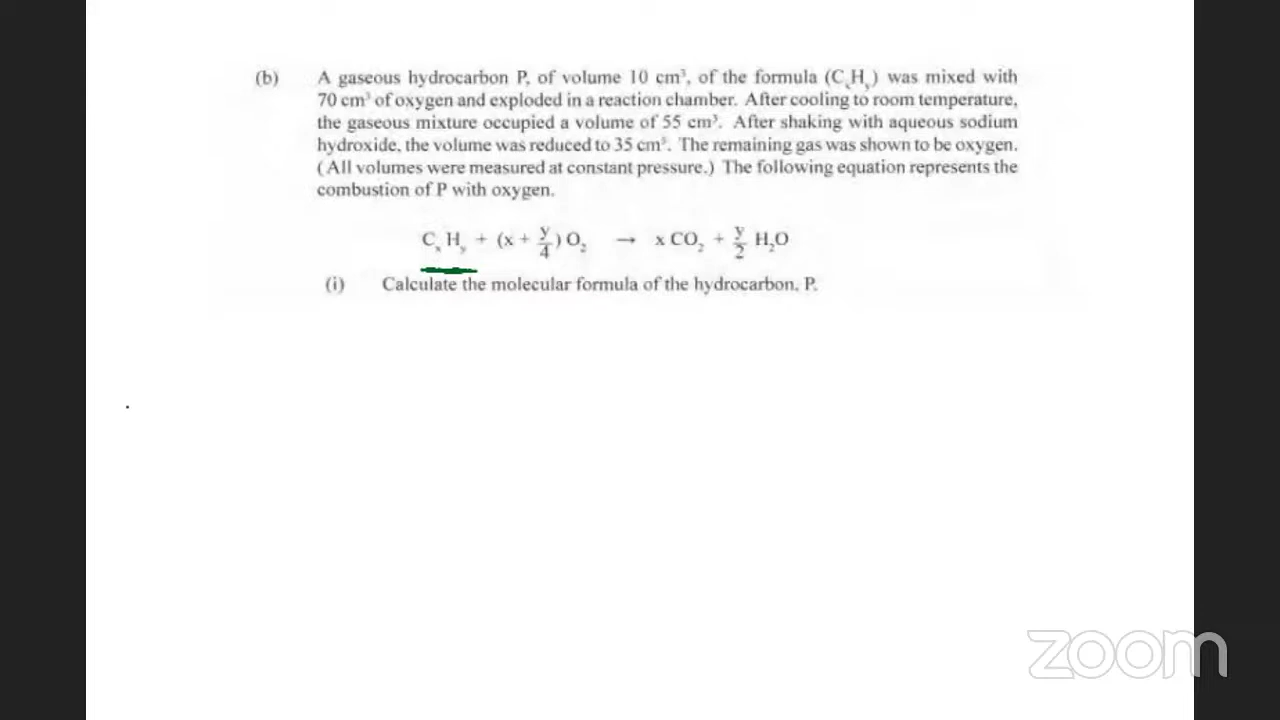 (b) A gaseous hydrocarbon P, of volume 10 cm³, of the formula (CₓHᵧ) was mixed with
70 cm³ of oxygen and exploded in a reaction chamber. After cooling to room temperature,
the gaseous mixture occupied a volume of 55 cm³. After shaking with aqueous sodium
hydroxide, the volume was reduced to 35 cm³. The remaining gas was shown to be oxygen.
(All volumes were measured at constant pressure.) The following equation represents the
combustion of P with oxygen.
CₓHᵧ + (x + y/4) O₂ → x CO₂ + y/2 H₂O
(i) Calculate the molecular formula of the hydrocarbon, P.
zoom